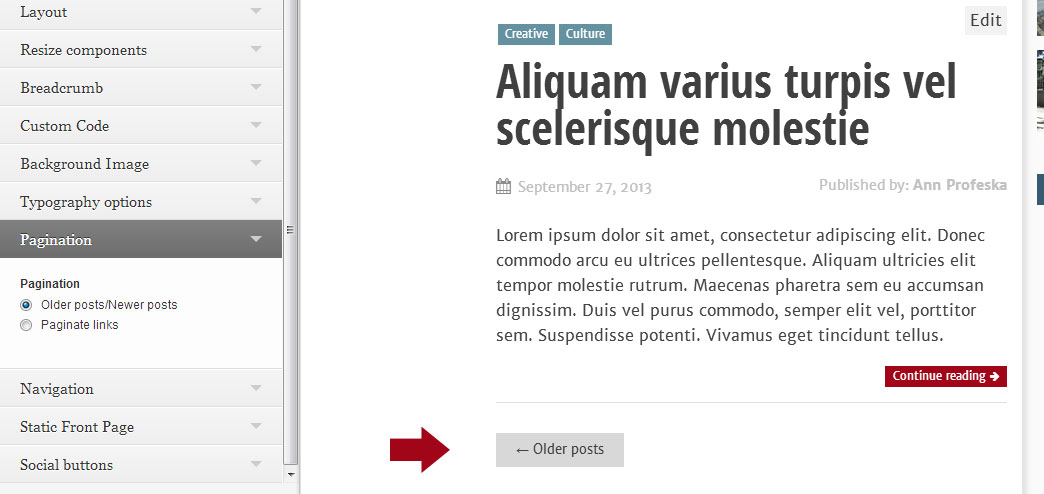 Layout
Resize components
Breadcrumb
Custom Code
Background Image
Typography options
Pagination
Pagination
Older posts/Newer posts
Paginate links
Navigation
Static Front Page
Social buttons
Edit
Creative Culture
Aliquam varius turpis vel
scelerisque molestie
September 27, 2013 Published by: Ann Profeska
Lorem ipsum dolor sit amet, consectetur adipiscing elit. Donec
commodo arcu eu ultrices pellentesque. Aliquam ultricies elit
tempor molestie rutrum. Maecenas pharetra sem eu accumsan
dignissim. Duis vel purus commodo, semper elit vel, porttitor
sem. Suspendisse potenti. Vivamus eget tincidunt tellus.
Continue reading →
← Older posts